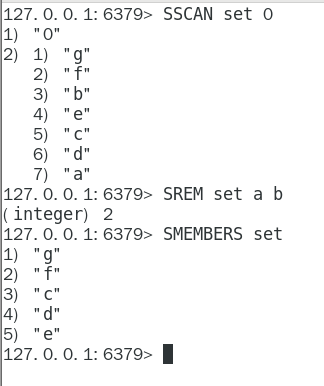 127.0.0.1:6379> SSCAN set 0
1) "0"
2) 1) "g"
   2) "f"
   3) "b"
   4) "e"
   5) "c"
   6) "d"
   7) "a"
127.0.0.1:6379> SREM set a b
(integer) 2
127.0.0.1:6379> SMEMBERS set
1) "g"
2) "f"
3) "c"
4) "d"
5) "e"
127.0.0.1:6379>